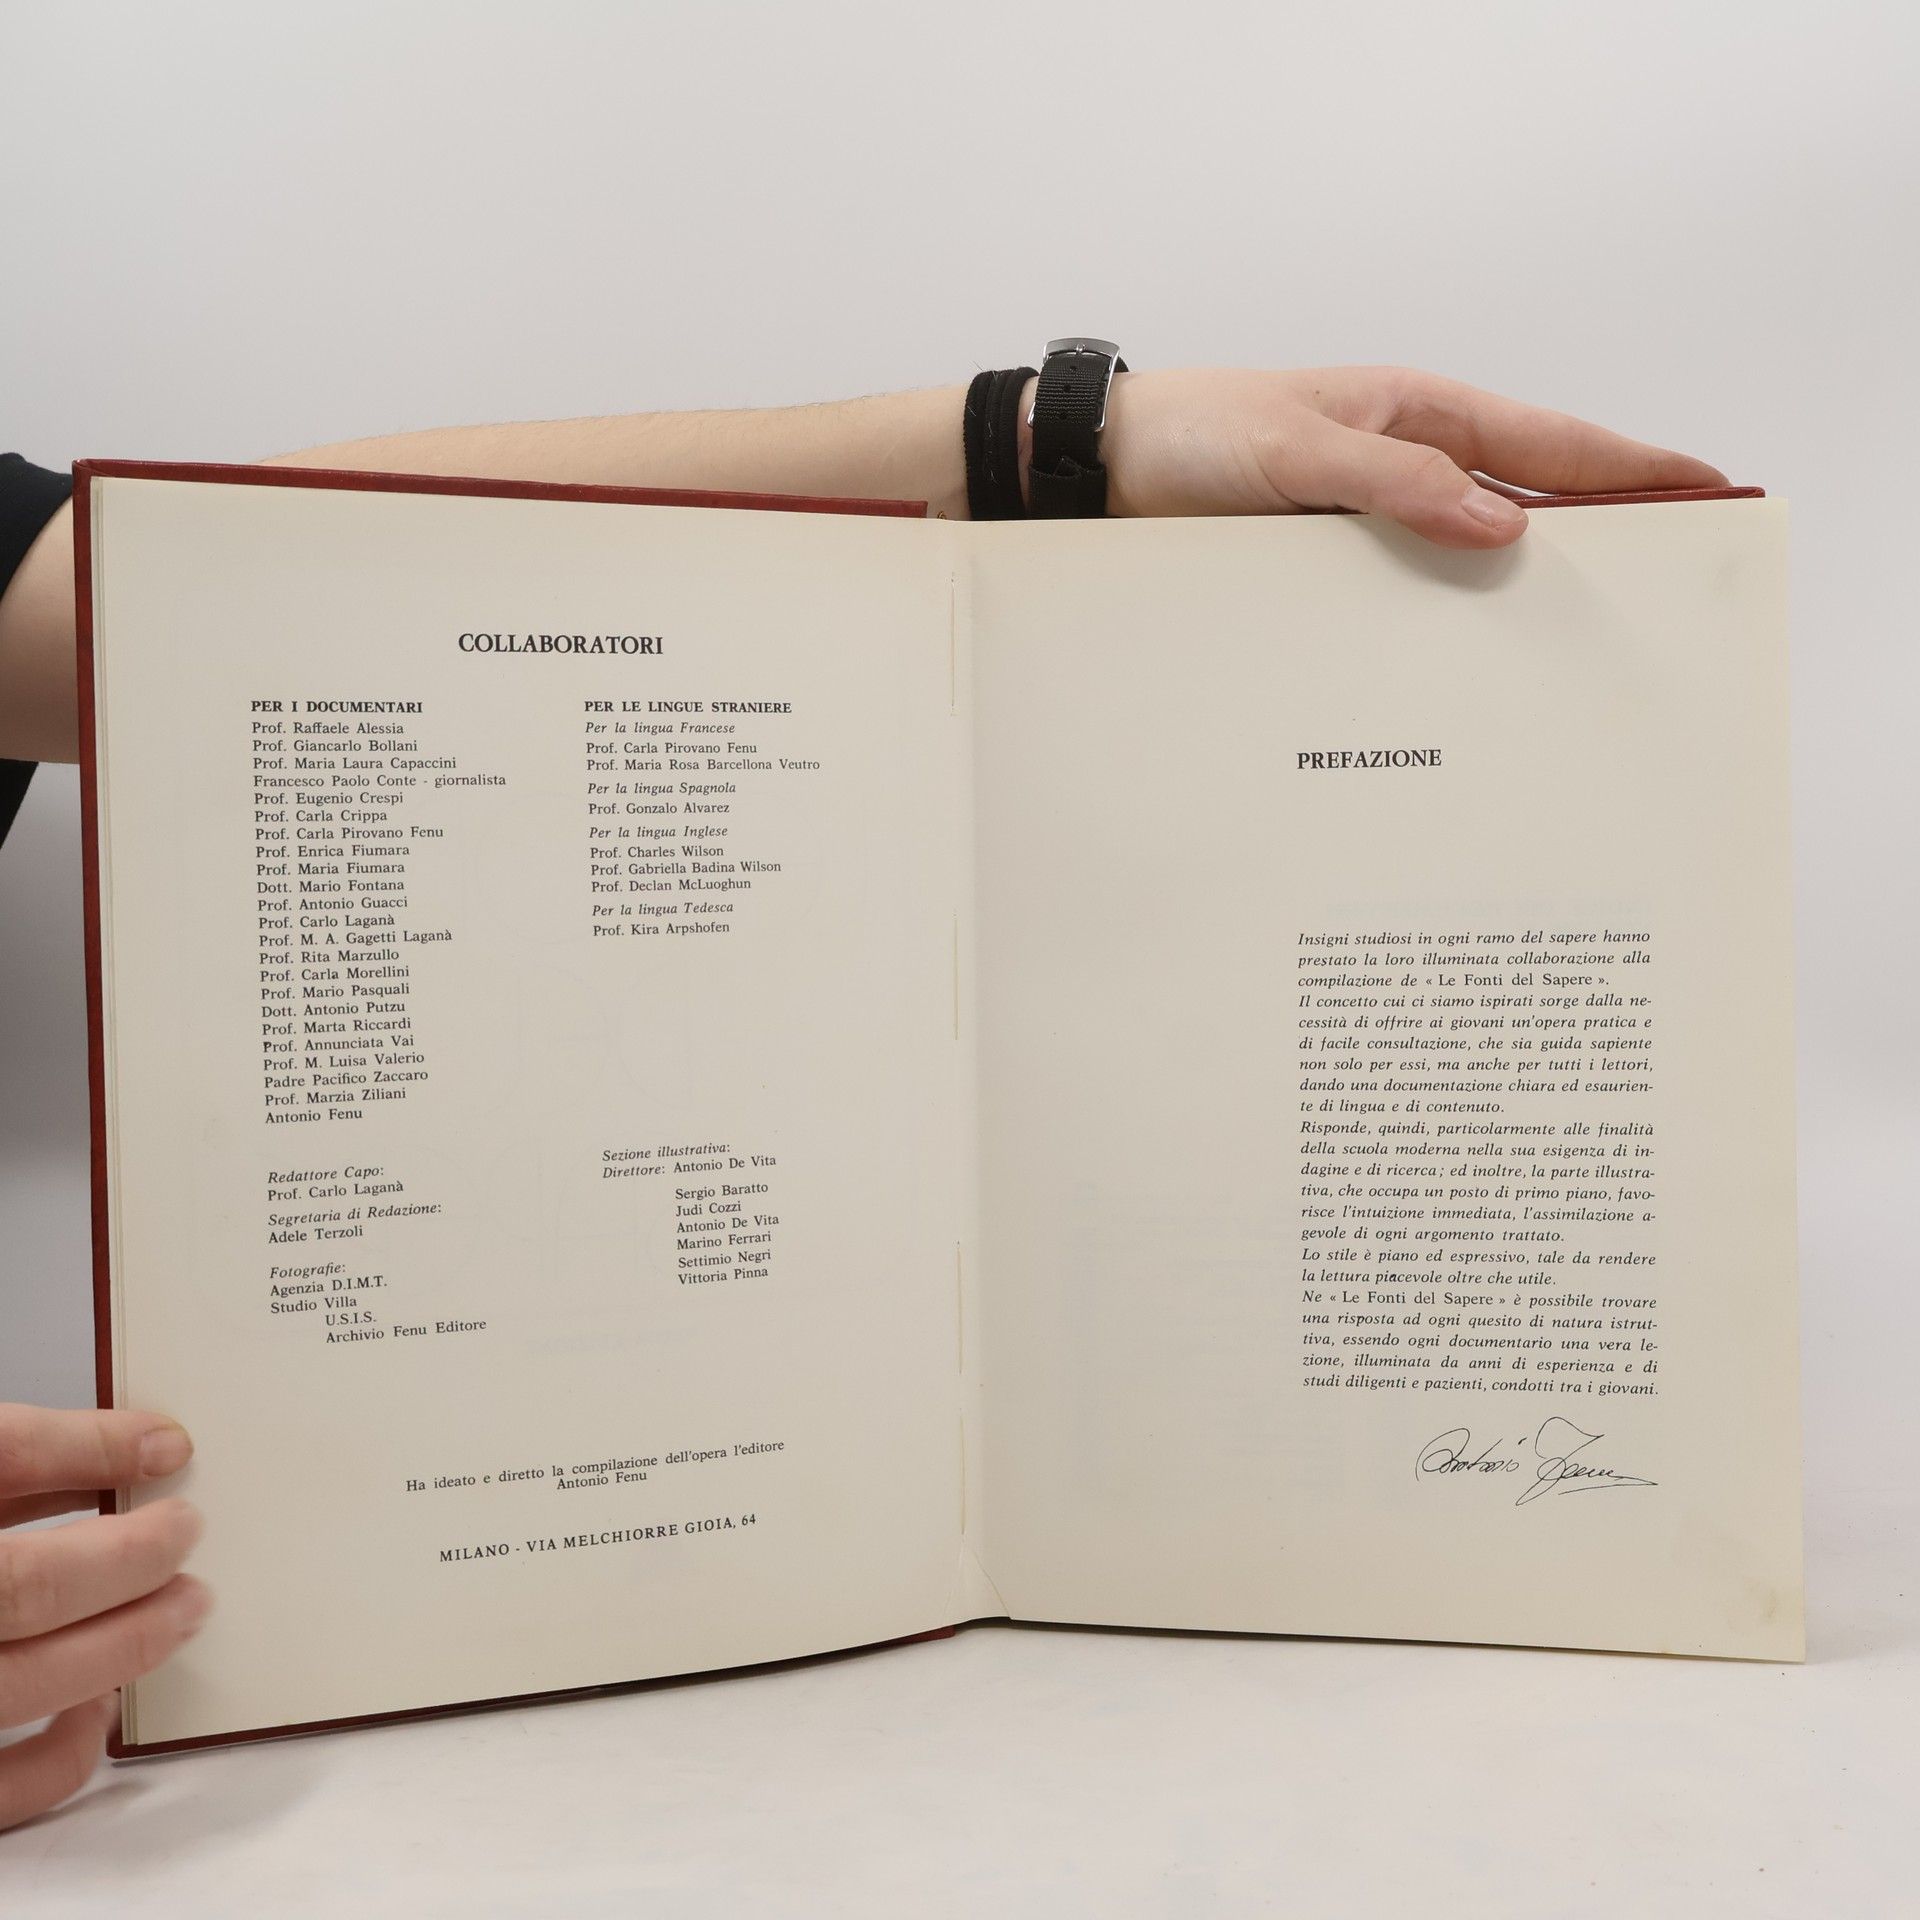 COLLABORATORI
PER I DOCUMENTARI
Prof. Raffaele Alessia
Prof. Giancarlo Bollani
Prof. Maria Laura Capaccini
Francesco Paolo Conte - giornalista
Prof. Eugenio Crespi
Prof. Carla Crippa
Prof. Carla Pirovano Fenu
Prof. Enrica Fiumara
Prof. Maria Fiumara
Dott. Mario Fontana
Prof. Antonio Guacci
Prof. Carlo Laganà
Prof. M. A. Gagetti Laganà
Prof. Rita Marzullo
Prof. Carla Morellini
Prof. Mario Pasquali
Dott. Antonio Putzu
Prof. Marta Riccardi
Prof. Annunciata Vai
Prof. M. Luisa Valerio
Padre Pacifico Zaccaro
Prof. Marzia Ziliani
Antonio Fenu
Redattore Capo:
Prof. Carlo Laganà
Segretaria di Redazione:
Adele Terzoli
Fotografie:
Agenzia D.I.M.T.
Studio Villa
U.S.I.S.
Archivio Fenu Editore
PER LE LINGUE STRANIERE
Per la lingua Francese
Prof. Carla Pirovano Fenu
Prof. Maria Rosa Barcellona Veutro
Per la lingua Spagnola
Prof. Gonzalo Alvarez
Per la lingua Inglese
Prof. Charles Wilson
Prof. Gabriella Badina Wilson
Prof. Declan McLuoghun
Per la lingua Tedesca
Prof. Kira Arpshofen
Sezione illustrativa:
Direttore: Antonio De Vita
Sergio Baratto
Judi Cozzi
Antonio De Vita
Marino Ferrari
Settimio Negri
Vittoria Pinna
Ha ideato e diretto la compilazione dell'opera l'editore
Antonio Fenu
MILANO - VIA MELCHIORRE GIOIA, 64
PREFAZIONE
Insigni studiosi in ogni ramo del sapere hanno
prestato la loro illuminata collaborazione alla
compilazione de « Le Fonti del Sapere ».
Il concetto cui ci siamo ispirati sorge dalla ne-
cessità di offrire ai giovani un'opera pratica e
di facile consultazione, che sia guida sapiente
non solo per essi, ma anche per tutti i lettori,
dando una documentazione chiara ed esaurien-
te di lingua e di contenuto.
Risponde, quindi, particolarmente alle finalità
della scuola moderna nella sua esigenza di in-
dagine e di ricerca; ed inoltre, la parte illustra-
tiva, che occupa un posto di primo piano, favo-
risce l'intuizione immediata, l'assimilazione a-
gevole di ogni argomento trattato.
Lo stile è piano ed espressivo, tale da rendere
la lettura piacevole oltre che utile.
Ne « Le Fonti del Sapere » è possibile trovare
una risposta ad ogni quesito di natura istrut-
tiva, essendo ogni documentario una vera le-
zione, illuminata da anni di esperienza e di
studi diligenti e pazienti, condotti tra i giovani.
Antonio Fenu